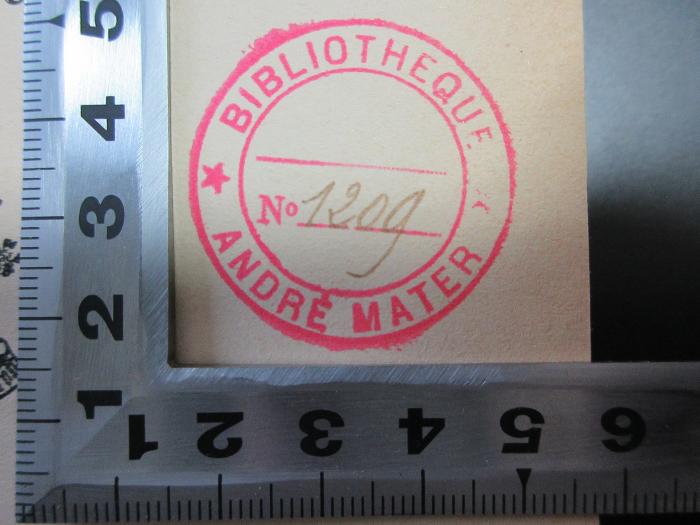 BIBLIOTHEQUE
No 1209
ANDRÉ MATER
5
4
3
2
1
1 2 3 4 5 6